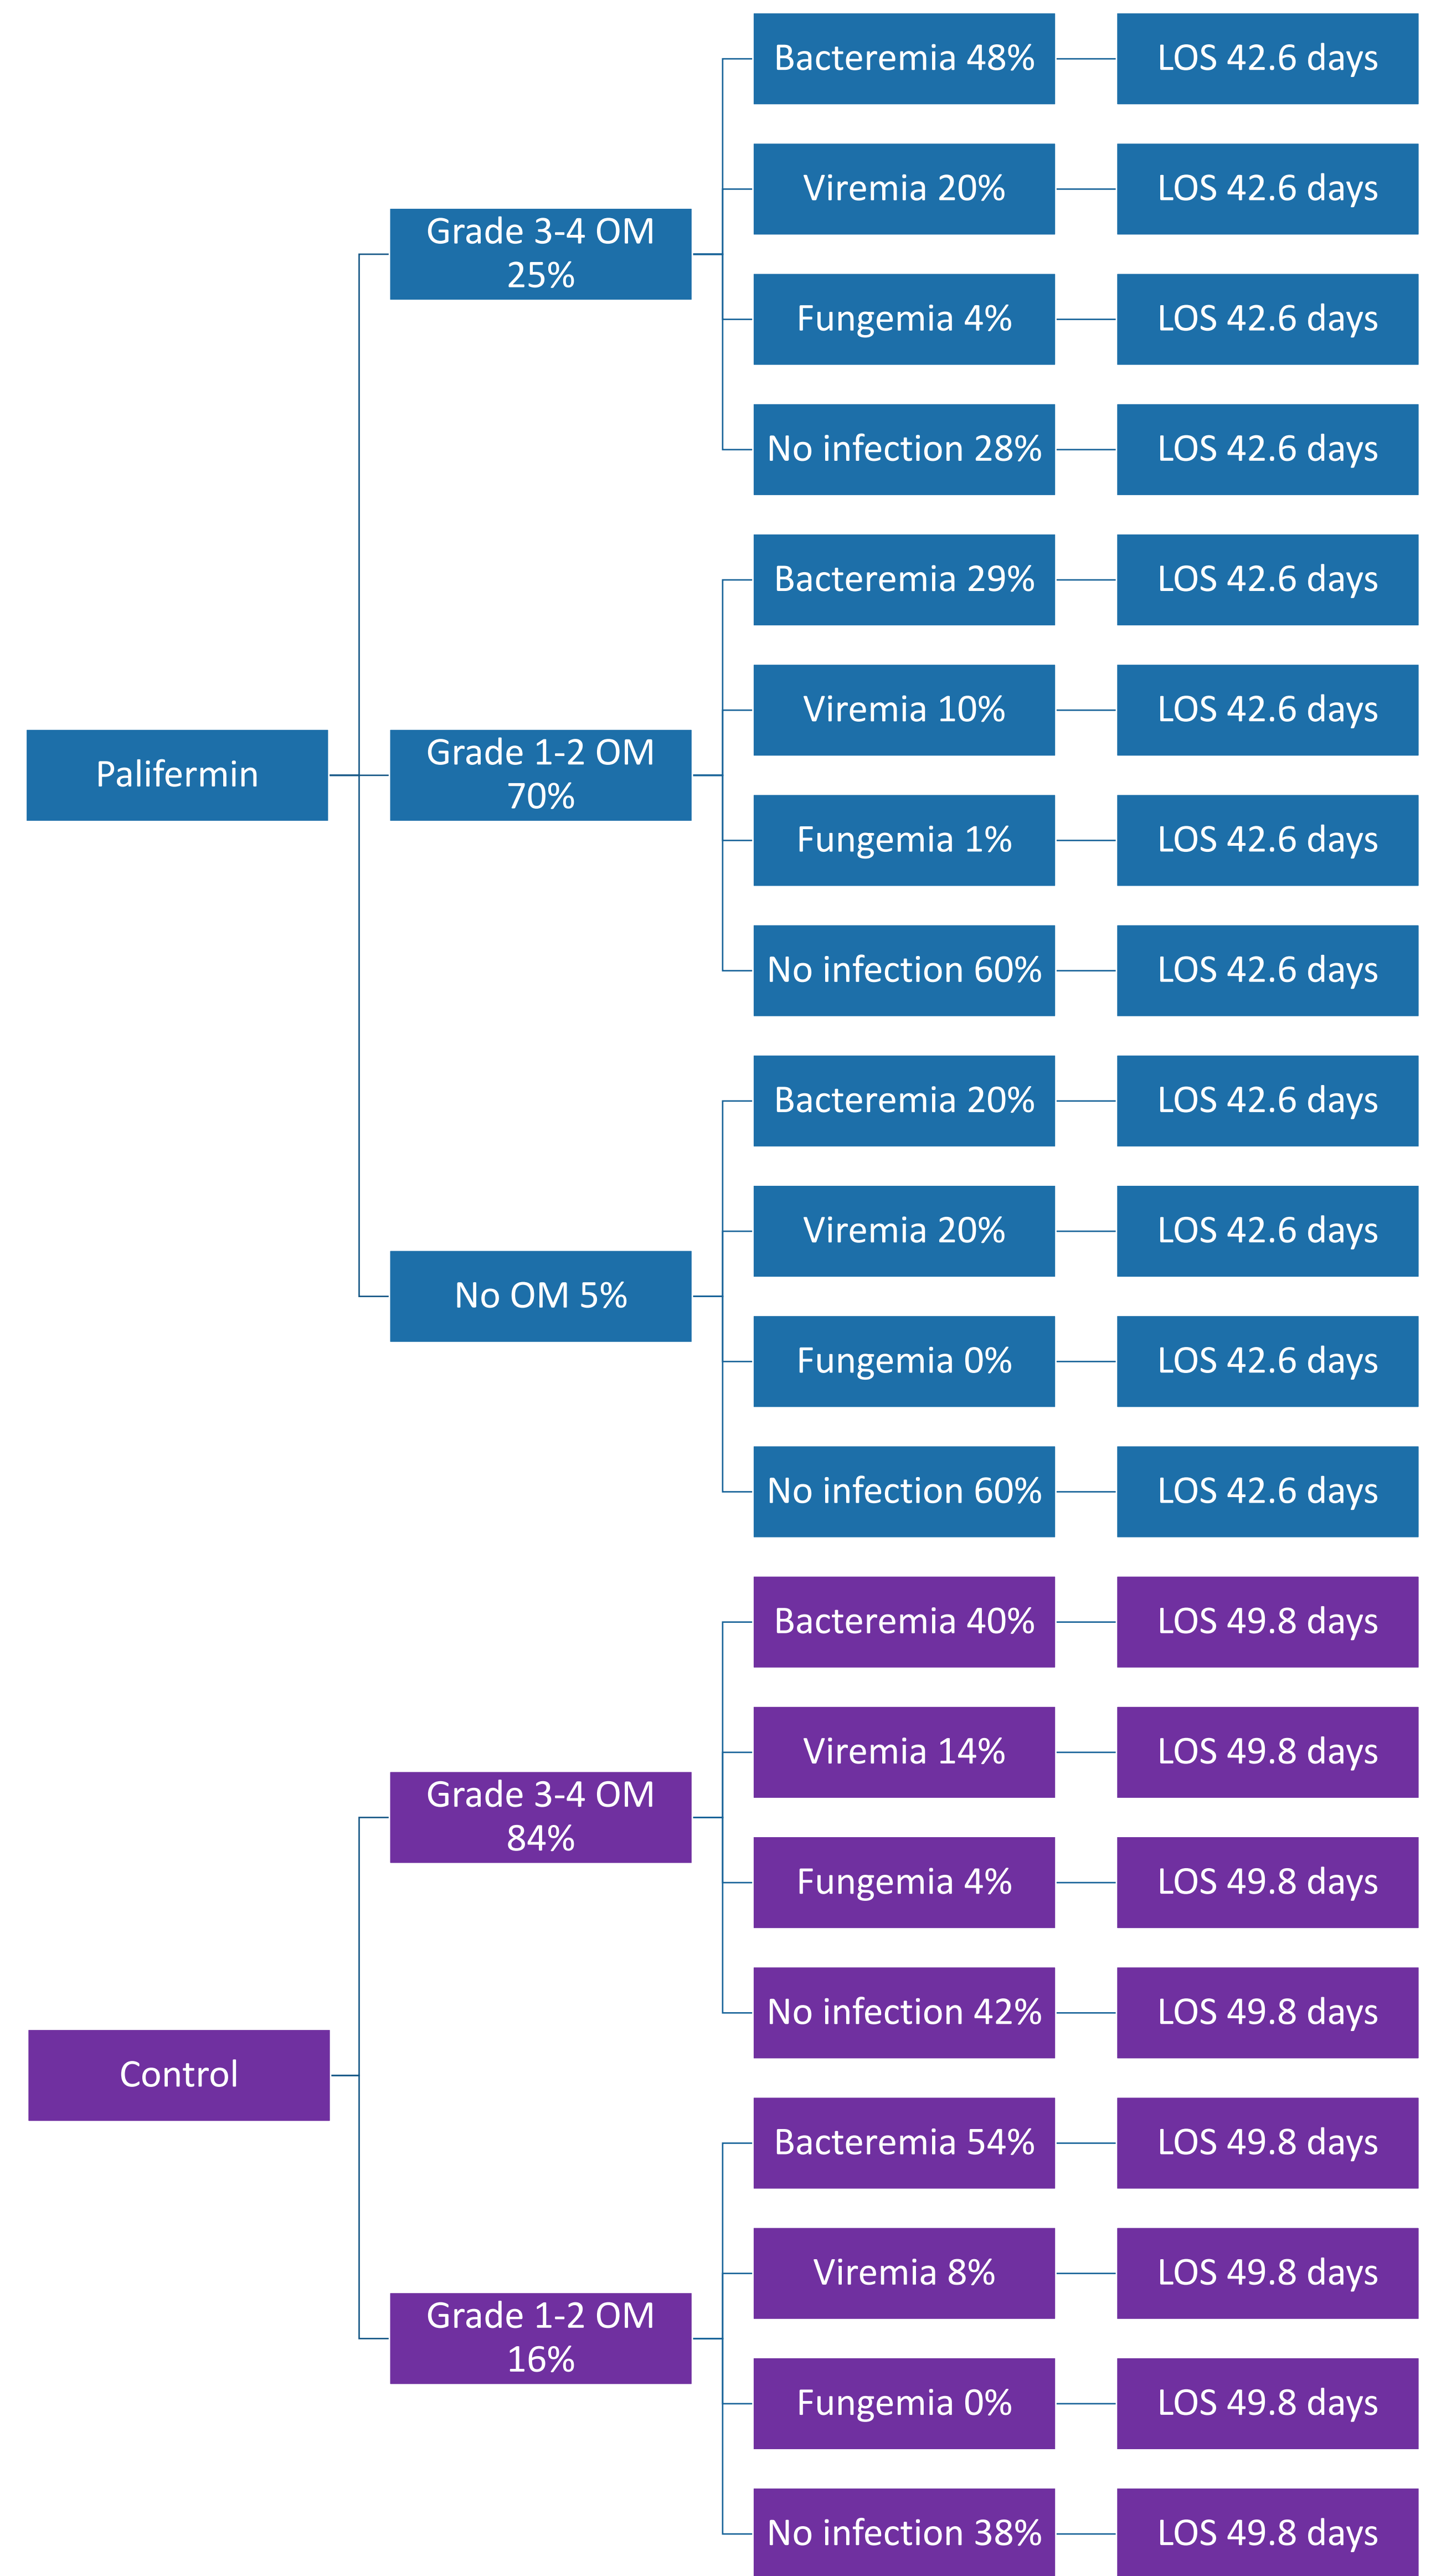 Palifermin
Grade 3-4 OM
25%
Bacteremia 48%
LOS 42.6 days
Viremia 20%
LOS 42.6 days
Fungemia 4%
LOS 42.6 days
No infection 28%
LOS 42.6 days
Grade 1-2 OM
70%
Bacteremia 29%
LOS 42.6 days
Viremia 10%
LOS 42.6 days
Fungemia 1%
LOS 42.6 days
No infection 60%
LOS 42.6 days
No OM 5%
Bacteremia 20%
LOS 42.6 days
Viremia 20%
LOS 42.6 days
Fungemia 0%
LOS 42.6 days
No infection 60%
LOS 42.6 days
Control
Grade 3-4 OM
84%
Bacteremia 40%
LOS 49.8 days
Viremia 14%
LOS 49.8 days
Fungemia 4%
LOS 49.8 days
No infection 42%
LOS 49.8 days
Grade 1-2 OM
16%
Bacteremia 54%
LOS 49.8 days
Viremia 8%
LOS 49.8 days
Fungemia 0%
LOS 49.8 days
No infection 38%
LOS 49.8 days